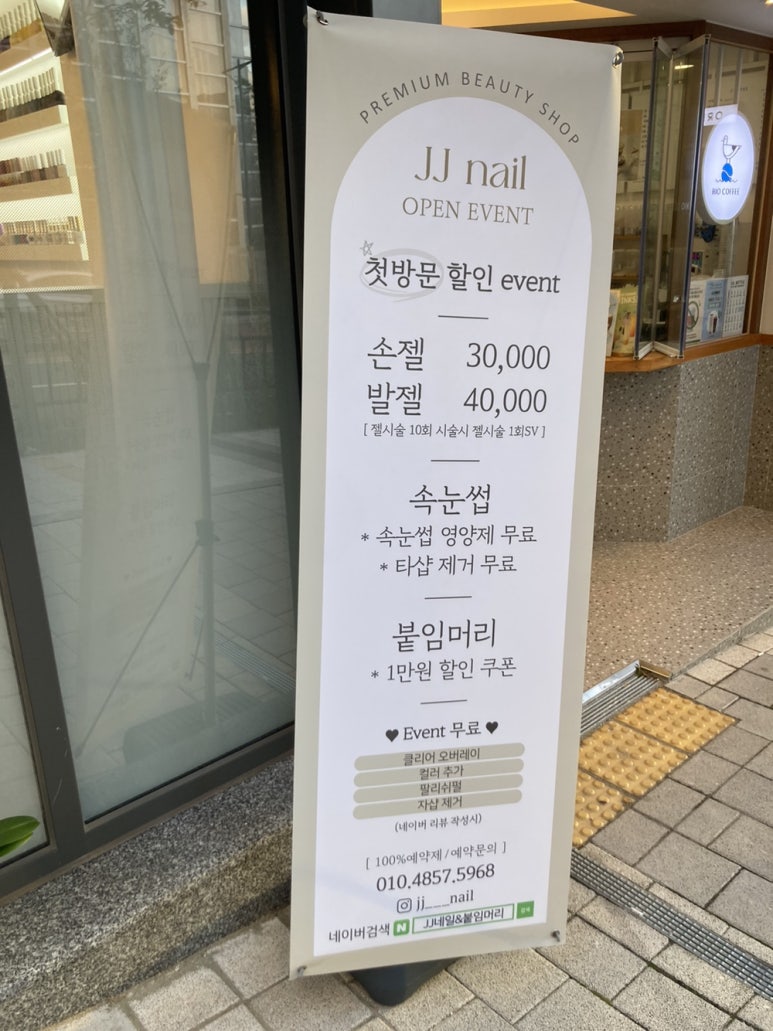 PREMIUM BEAUTY SHOP
JJ nail
OPEN EVENT
첫방문 할인 event
손젤 30,000
발젤 40,000
[ 젤시술 10회 시술시 젤시술 1회SV ]
속눈썹
* 속눈썹 영양제 무료
* 타샵 제거 무료
붙임머리
* 1만원 할인 쿠폰
♥ Event 무료 ♥
클리어 오버레이
컬러 추가
팔리쉬펄
자샵 제거
(네이버 리뷰 작성시)
[ 100%예약제 / 예약문의 ]
010.4857.5968
jj___nail
네이버검색 N JJ네일&붙임머리 검색
BIO COFFEE